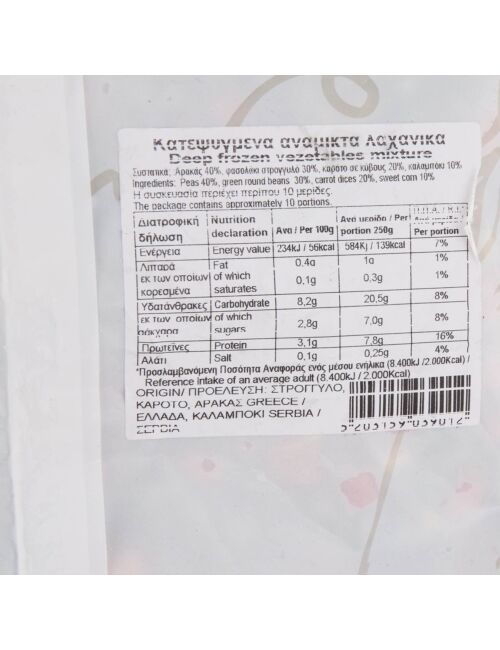 Κατεψυγμένα ανάμικτα λαχανικά
Deep frozen vegetables mixture
Συστατικά: Αρακάς 40%, φασολάκια στρογγυλό 30%, καρότο σε κύβους 20%, καλαμπόκι 10%
Ingredients: Peas 40%, green round beans 30%, carrot dices 20%, sweet corn 10%
Η συσκευασία περιέχει περίπου 10 μερίδες.
The package contains approximately 10 portions.
Διατροφική δήλωση Nutrition declaration Ανα / Per 100g Ανα μερίδα / Per portion 250g Per portion
Ενέργεια Energy value 234kJ / 56kcal 584Kj / 139kcal 7%
Λιπαρά Fat 0,4g 1g 1%
εκ των οποίων κορεσμένα of which saturates 0,1g 0,3g 1%
Υδατάνθρακες Carbohydrate 8,2g 20,5g 8%
εκ των οποίων σάκχαρα of which sugars 2,8g 7,0g 8%
Πρωτεΐνες Protein 3,1g 7,8g 16%
Αλάτι Salt 0,1g 0,25g 4%
*Προσλαμβανόμενη Ποσότητα Αναφοράς ενός μέσου ενήλικα (8.400kJ /2.000Kcal) /
Reference intake of an average adult (8.400kJ / 2.000Kcal)
ORIGIN/ ΠΡΟΕΛΕΥΣΗ: ΣΤΡΟΓΓΥΛΟ,
ΚΑΡΟΤΟ, ΑΡΑΚΑΣ GREECE /
ΕΛΛΑΔΑ, ΚΑΛΑΜΠΟΚΙ SERBIA /
ΣΕΡΒΙΑ